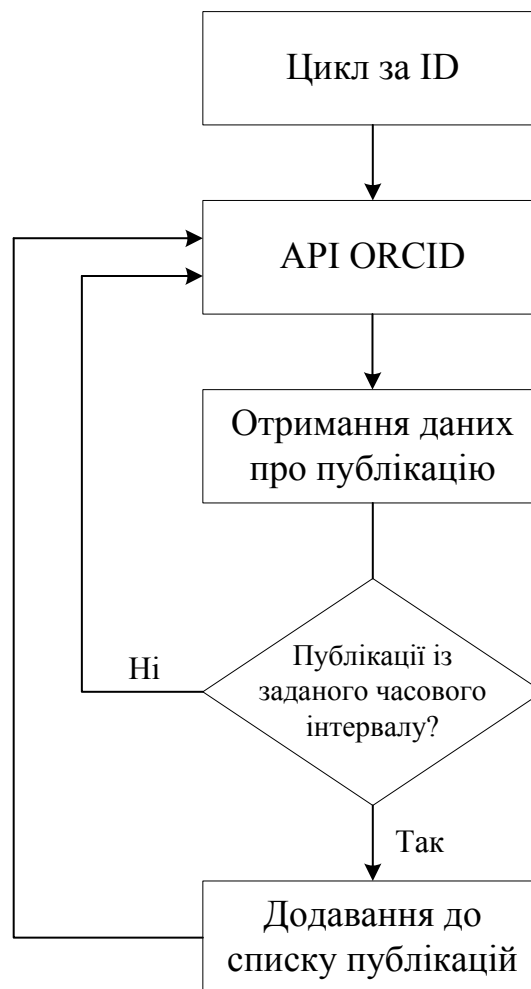 Цикл за ID
API ORCID
Отримання даних
про публікацію
Публікації із
заданого часового
інтервалу?
Ні
Так
Додавання до
списку публікацій